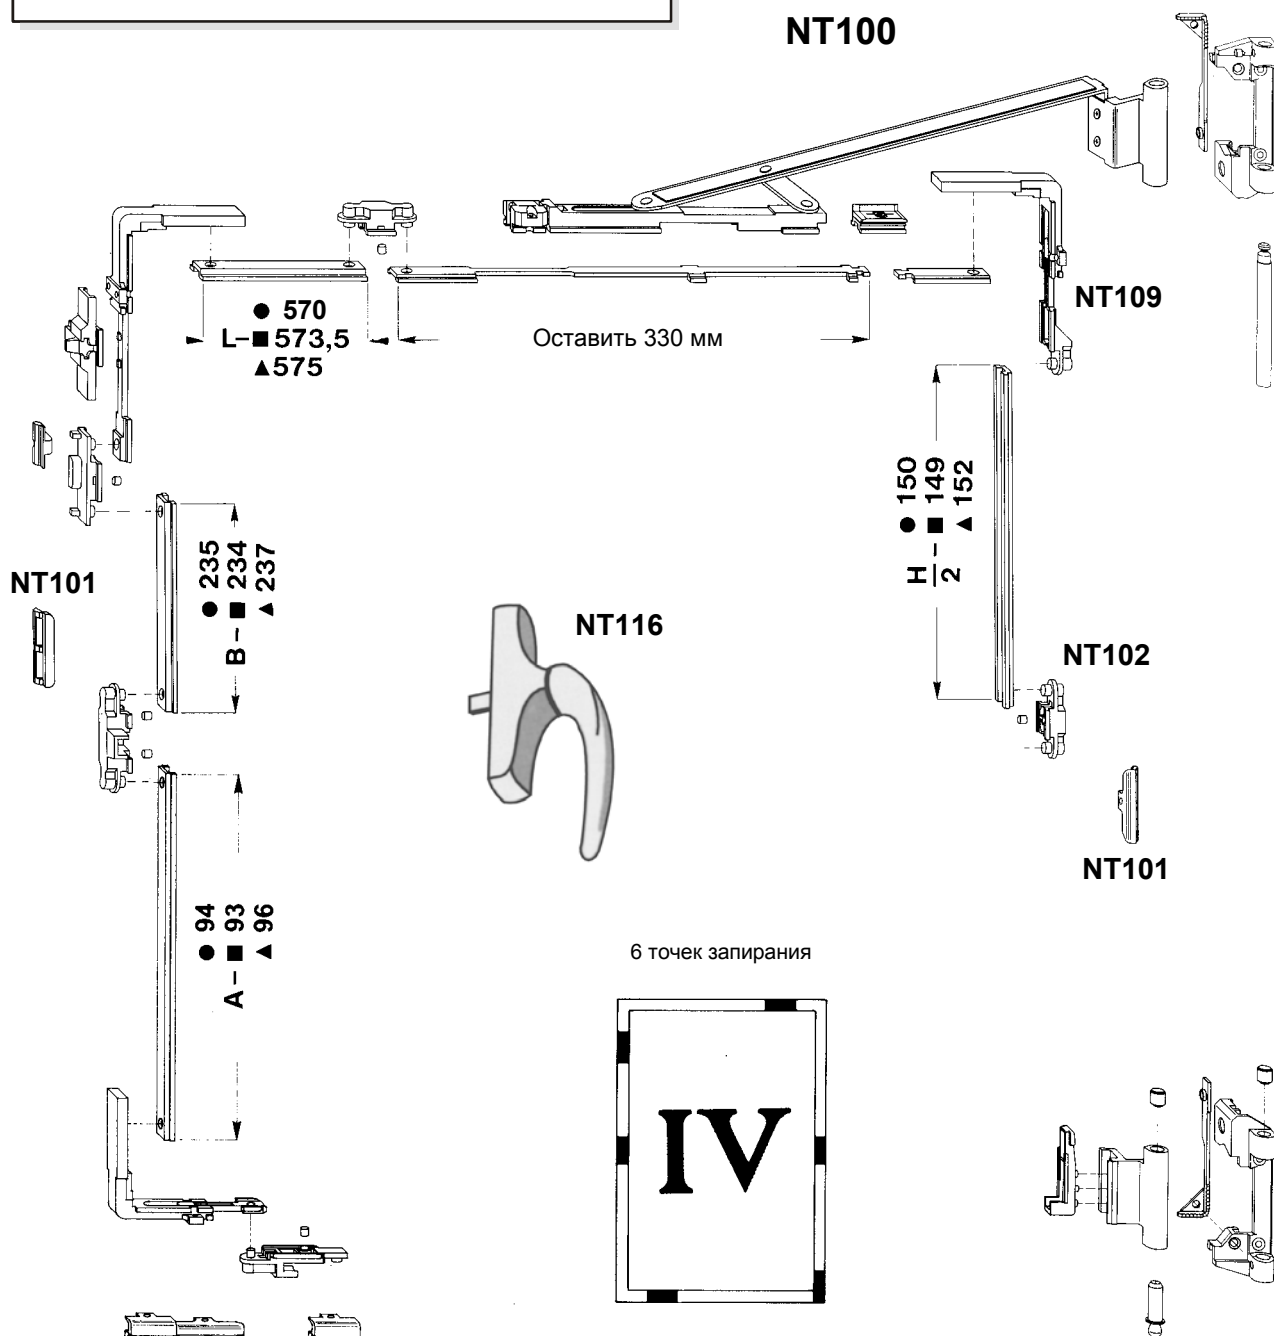 NT100
NT109
● 570
L–■ 573,5
▲ 575
Оставить 330 мм
● 150
H/2 – ■ 149
▲ 152
● 235
B – ■ 234
▲ 237
NT101
NT116
NT102
NT101
● 94
A – ■ 93
▲ 96
6 точек запирания
IV